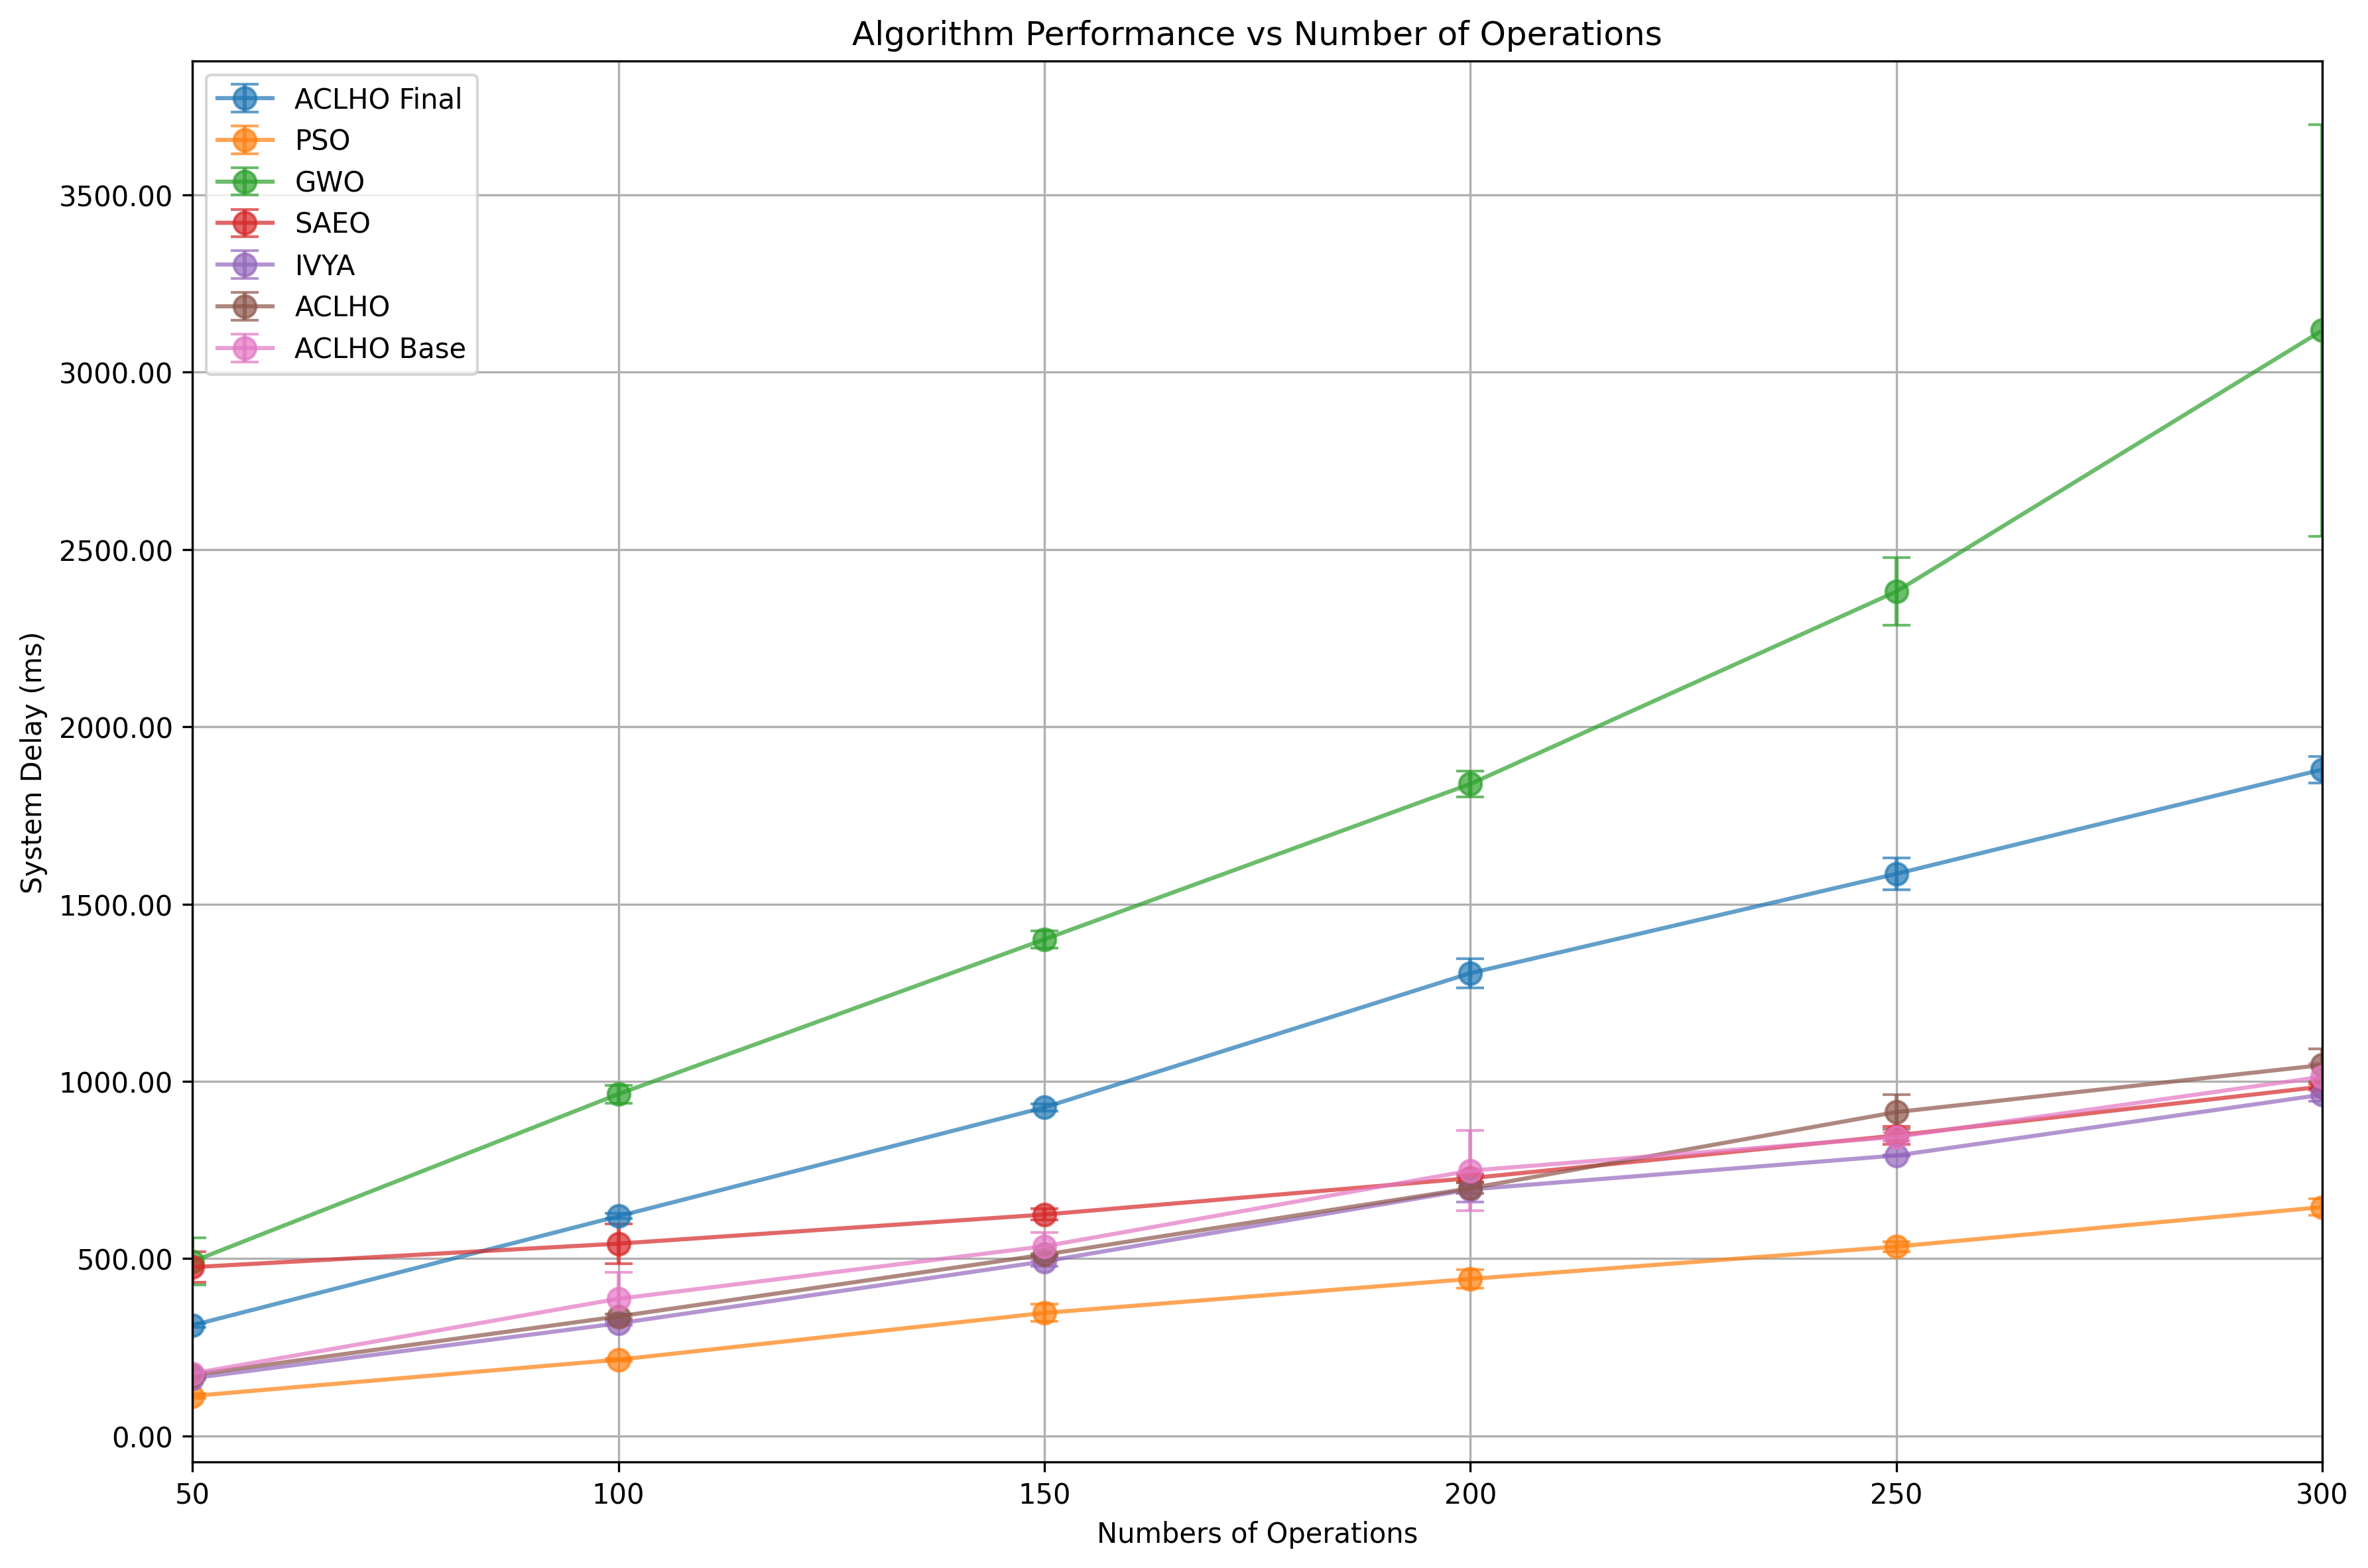 Algorithm Performance vs Number of Operations
ACLHO Final
PSO
GWO
SAEO
IVYA
ACLHO
ACLHO Base
3500.00
3000.00
2500.00
2000.00
1500.00
1000.00
500.00
0.00
System Delay (ms)
50 100 150 200 250 300
Numbers of Operations